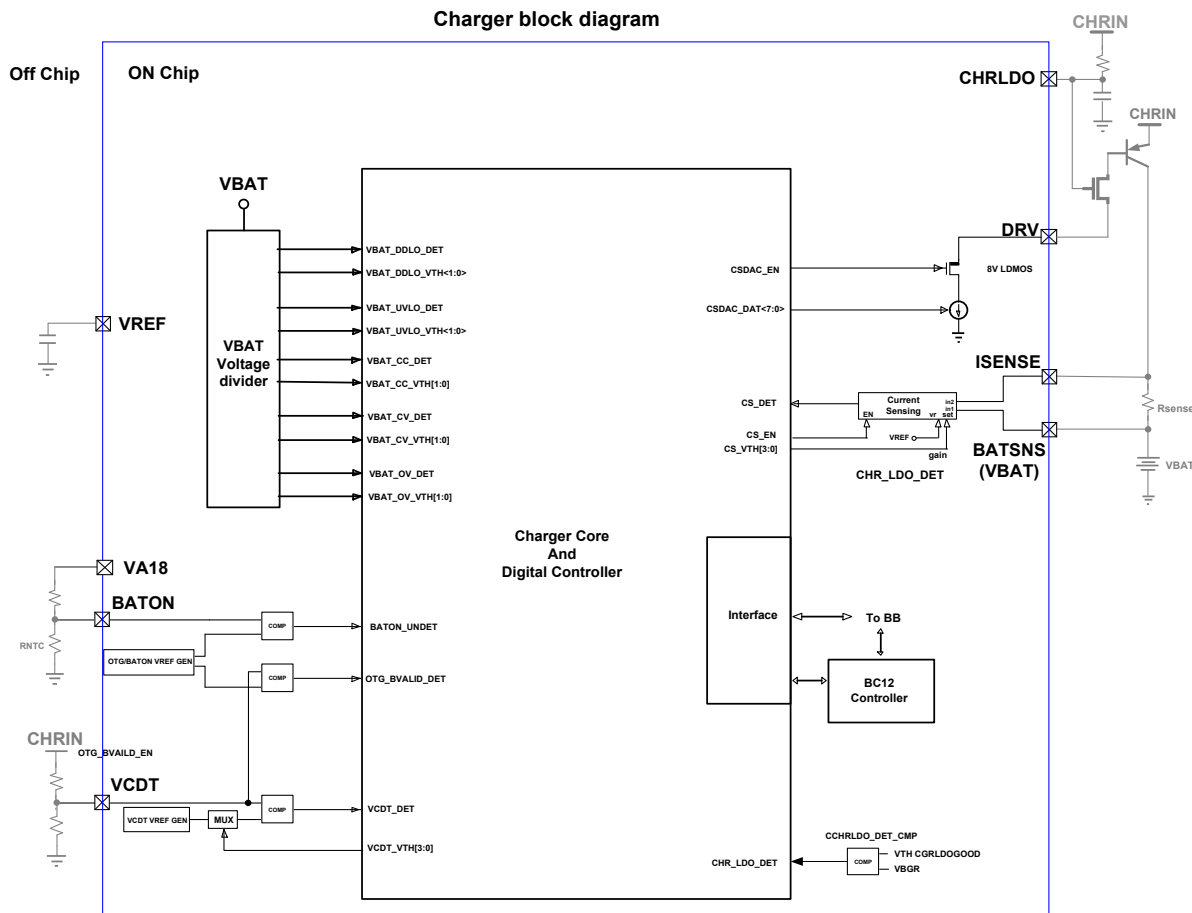 Charger block diagram
Off Chip
ON Chip
CHRIN
CHRLDO
CHRIN
VBAT
DRV
8V LDMOS
VBAT_DDLO_DET
VBAT_DDLO_VTH<1:0>
VBAT_UVLO_DET
VBAT_UVLO_VTH<1:0>
VBAT_CC_DET
VBAT_CC_VTH[1:0]
VBAT_CV_DET
VBAT_CV_VTH[1:0]
VBAT_OV_DET
VBAT_OV_VTH[1:0]
VBAT
Voltage
divider
VREF
CSDAC_EN
CSDAC_DAT<7:0>
ISENSE
Rsense
CS_DET
Current
Sensing
in2
in1
EN
vr
set
CS_EN
VREF
CS_VTH[3:0]
gain
CHR_LDO_DET
BATSNS
(VBAT)
VBAT
Charger Core
And
Digital Controller
VA18
BATON
RNTC
COMP
BATON_UNDET
OTG/BATON VREF GEN
COMP
OTG_BVALID_DET
Interface
To BB
BC12
Controller
CHRIN
OTG_BVAILD_EN
VCDT
COMP
VCDT_DET
VCDT VREF GEN
MUX
VCDT_VTH[3:0]
CHR_LDO_DET
CCHRLDO_DET_CMP
COMP
VTH CGRLDOGOOD
VBGR